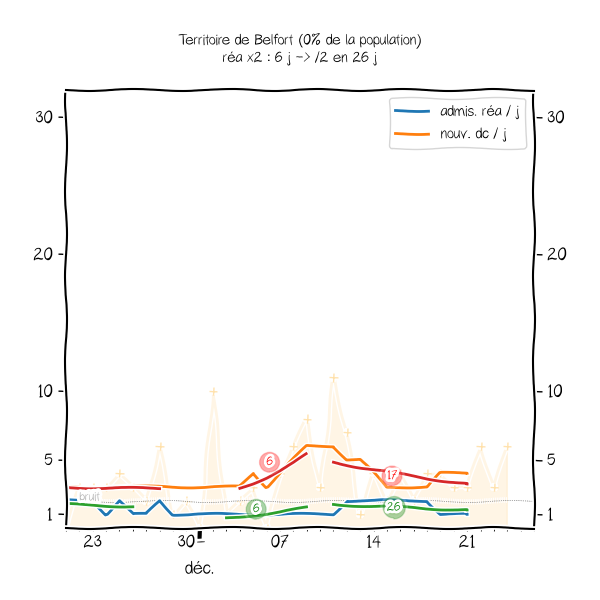 Territoire de Belfort (0% de la population)
réa x2 : 6 j -> /2 en 26 j
admis. réa / j
nouv. dc / j
30 30
20 20
10 10
5 5
1 1
6
17
bruit
6
26
23 30 07 14 21
déc.